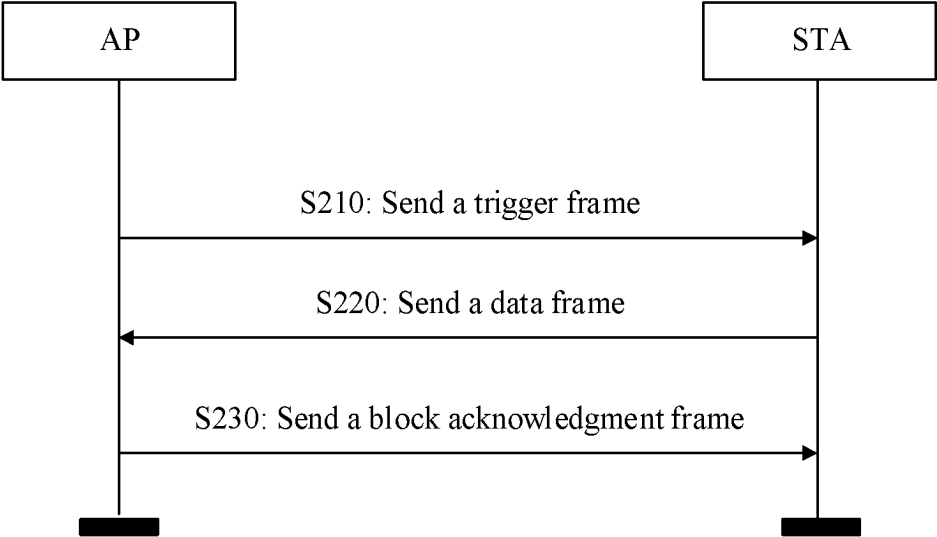 AP
STA
S210: Send a trigger frame
S220: Send a data frame
S230: Send a block acknowledgment frame